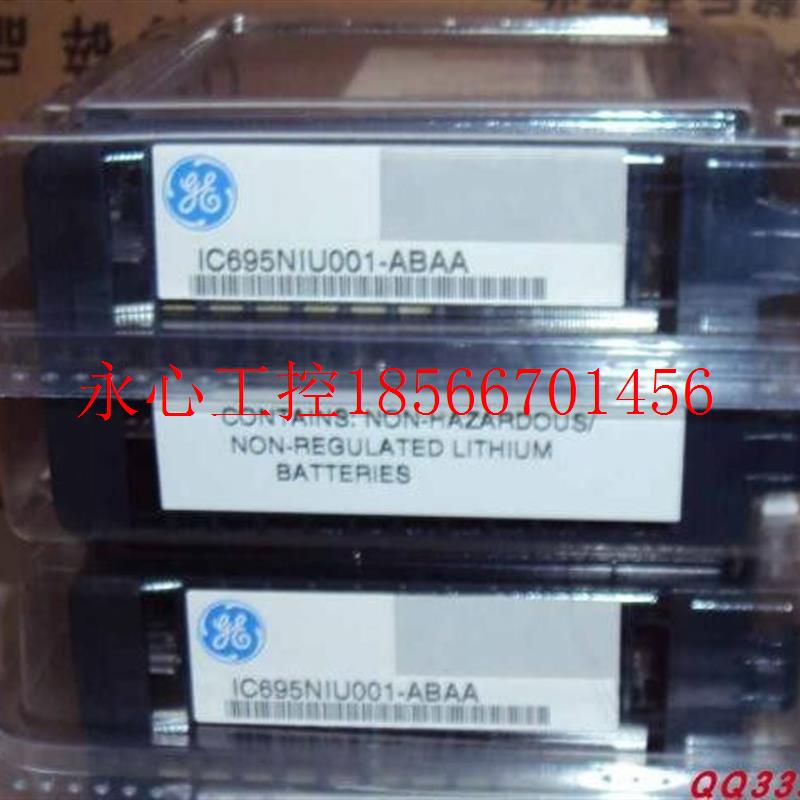 GE
IC695NIU001-ABAA
永心工控18566701456
CONTAINS: NON-HAZARDOUS/
NON-REGULATED LITHIUM
BATTERIES
GE
IC695NIU001-ABAA
QQ33